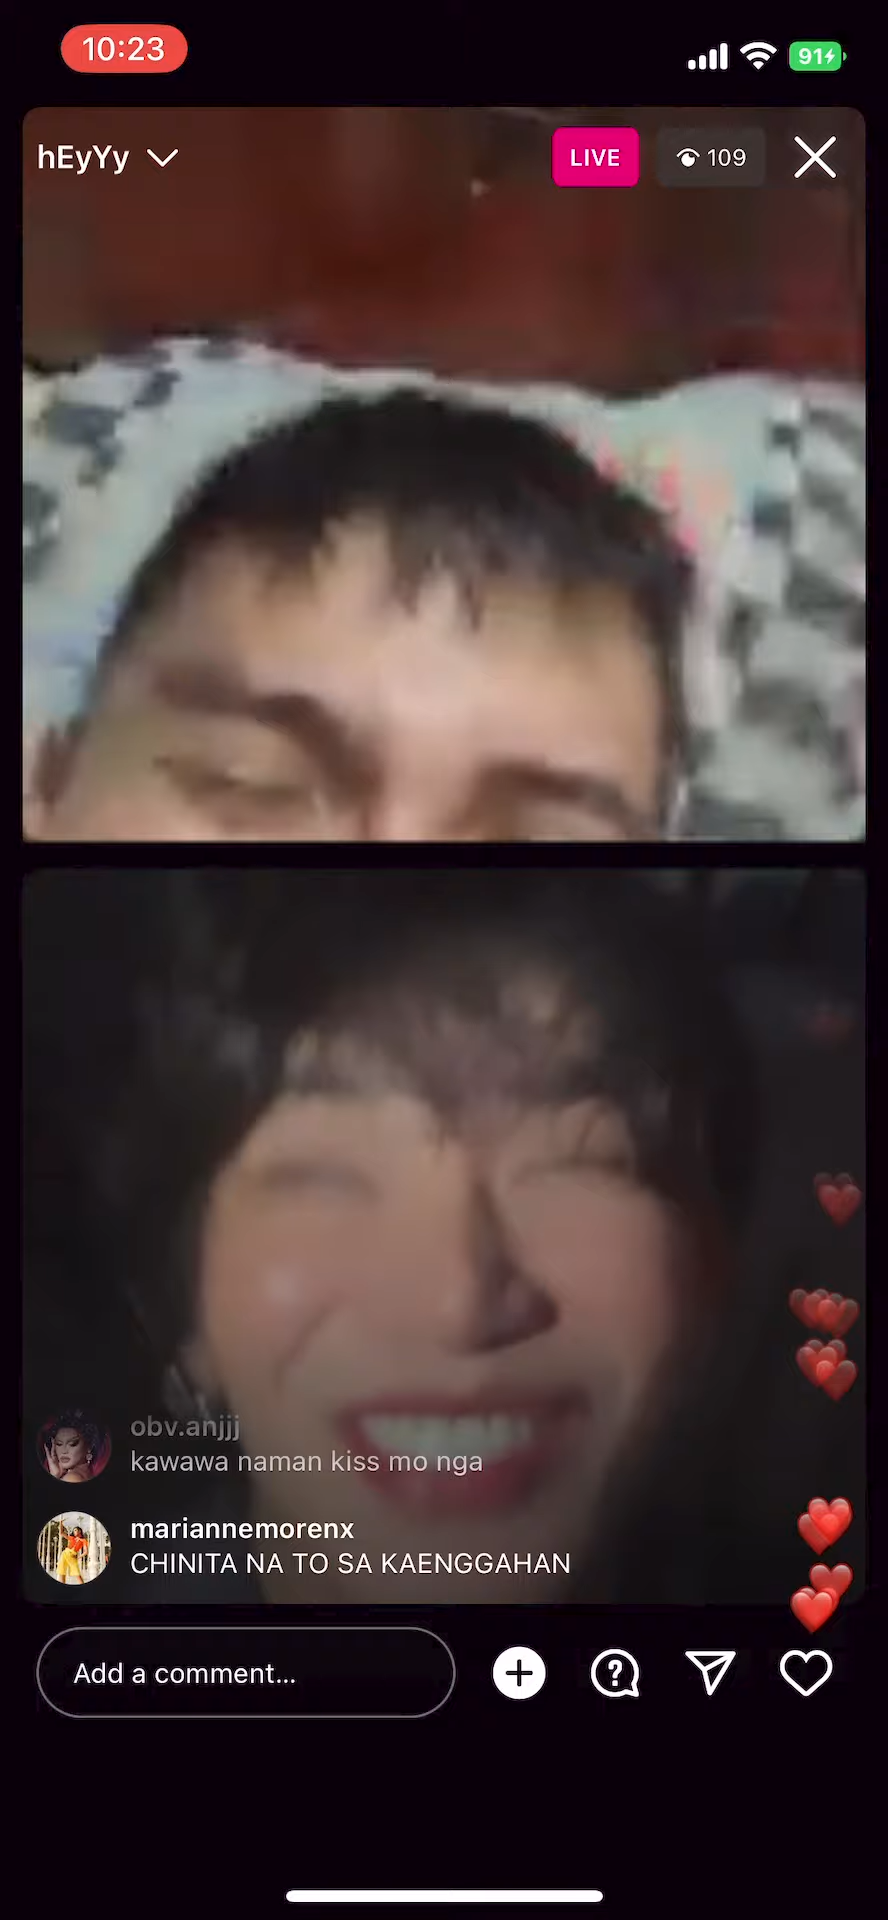 10:23
91
hEyYy
LIVE
109
obv.anjjj
kawawa naman kiss mo nga
mariannemorenx
CHINITA NA TO SA KAENGGAHAN
Add a comment...